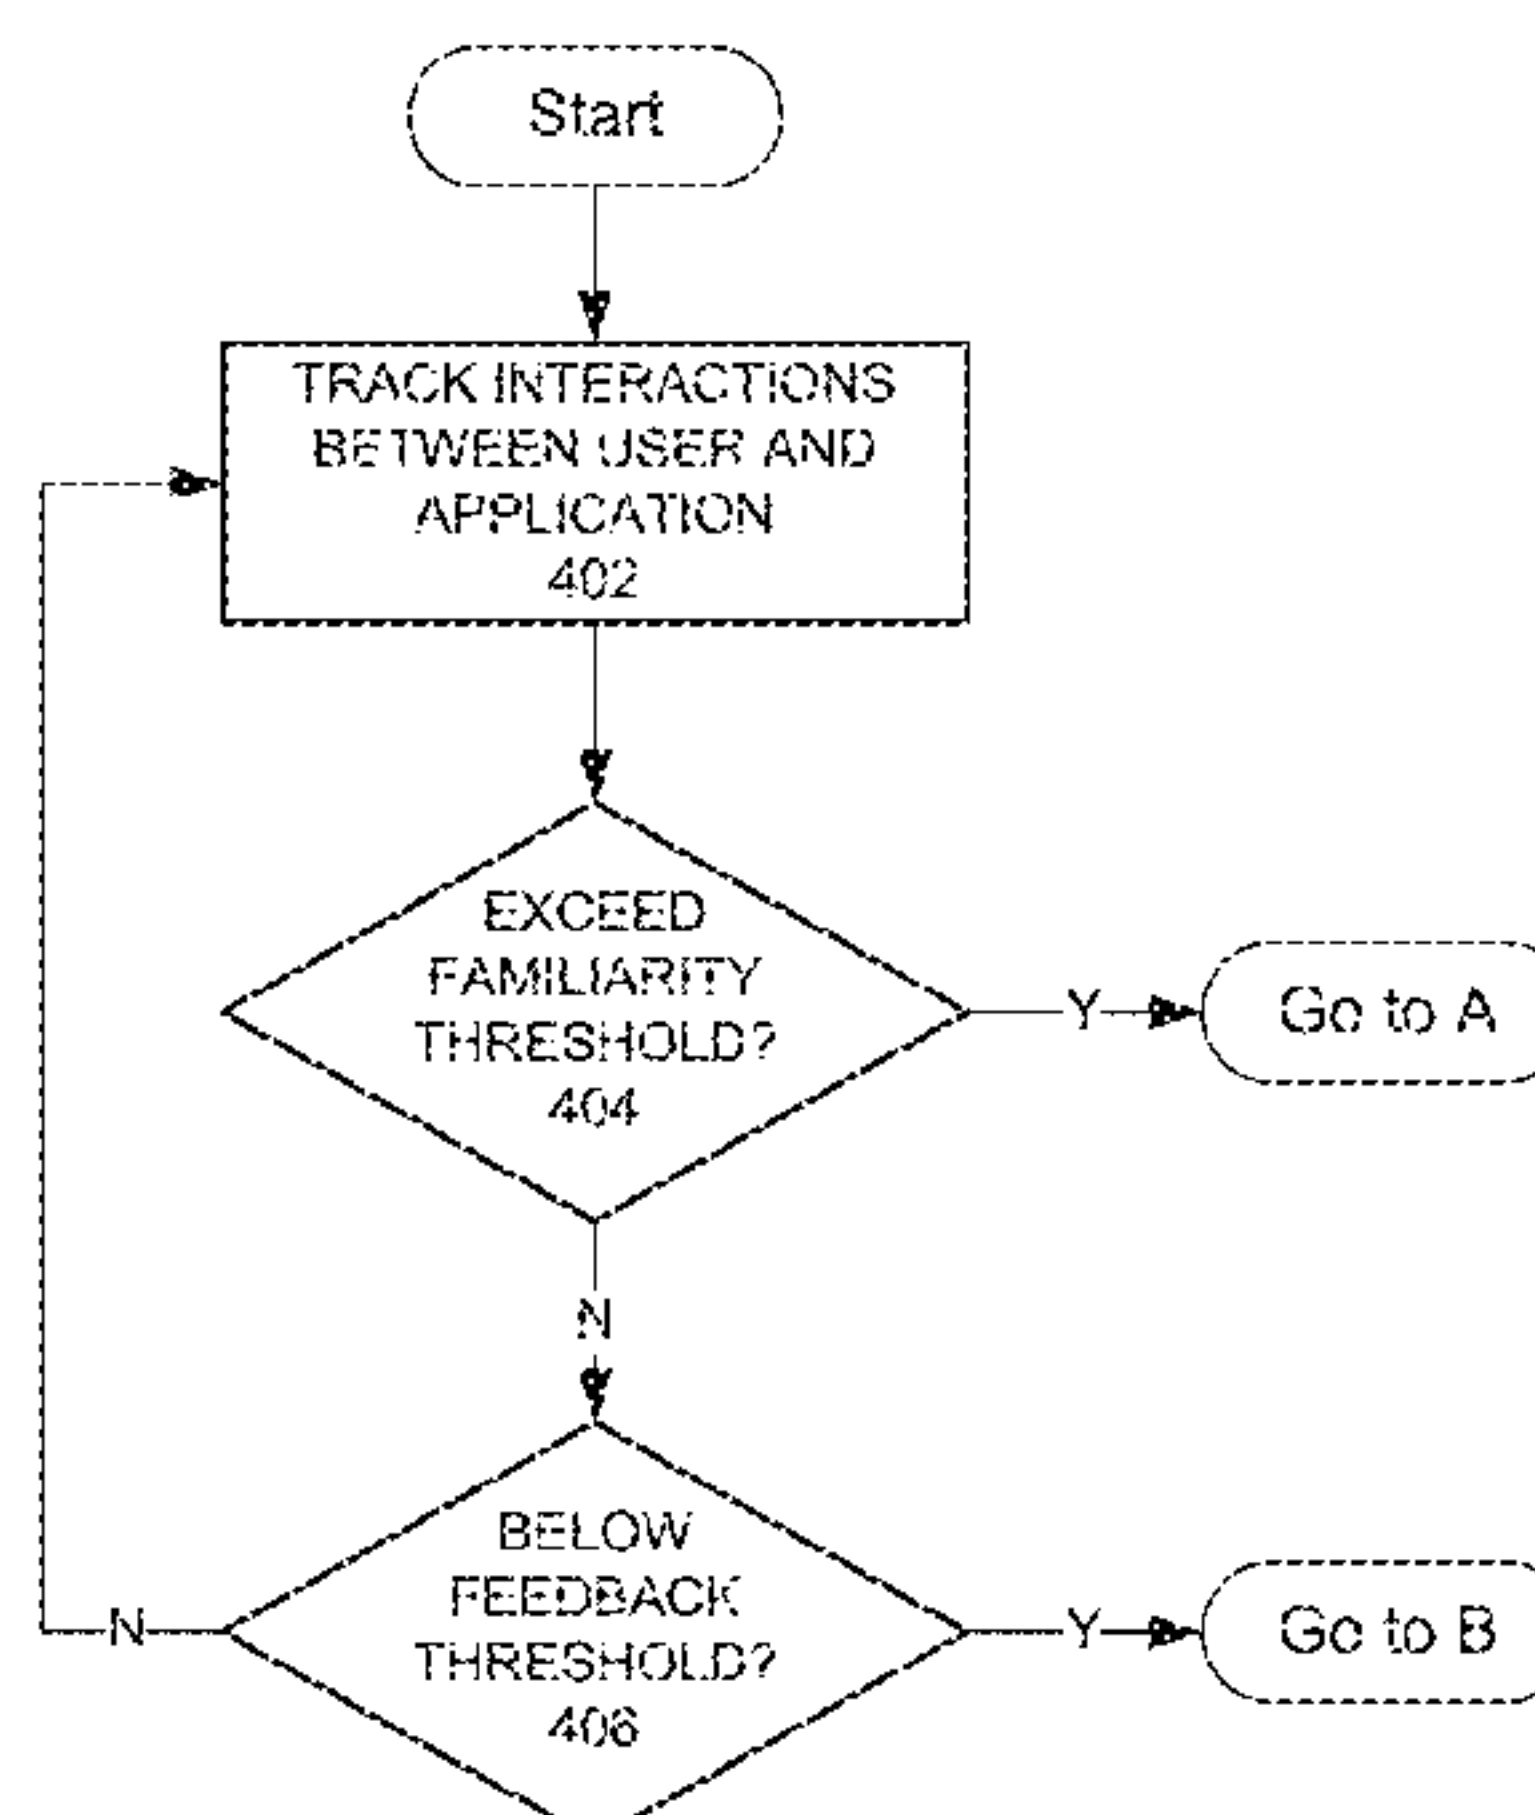 Start
TRACK INTERACTIONS
BETWEEN USER AND
APPLICATION
402
EXCEED
FAMILIARITY
THRESHOLD?
404
Y
Go to A
N
BELOW
FEEDBACK
THRESHOLD?
406
N
Y
Go to B